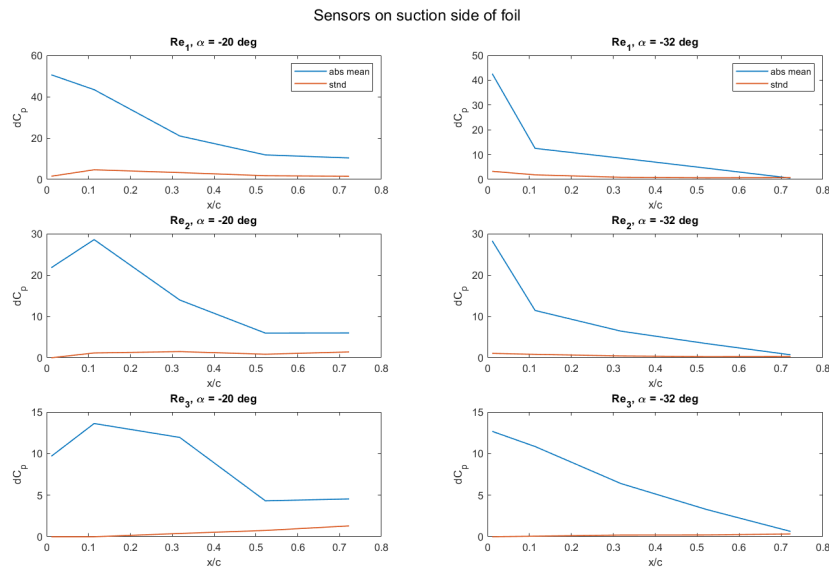 Sensors on suction side of foil
Re1, α = -20 deg
60
40
20
0
dCp
0 0.1 0.2 0.3 0.4 0.5 0.6 0.7 0.8
x/c
abs mean
stnd
Re1, α = -32 deg
50
40
30
20
10
0
dCp
0 0.1 0.2 0.3 0.4 0.5 0.6 0.7 0.8
x/c
abs mean
stnd
Re2, α = -20 deg
30
20
10
0
dCp
0 0.1 0.2 0.3 0.4 0.5 0.6 0.7 0.8
x/c
Re2, α = -32 deg
30
20
10
0
dCp
0 0.1 0.2 0.3 0.4 0.5 0.6 0.7 0.8
x/c
Re3, α = -20 deg
15
10
5
0
dCp
0 0.1 0.2 0.3 0.4 0.5 0.6 0.7 0.8
x/c
Re3, α = -32 deg
15
10
5
0
dCp
0 0.1 0.2 0.3 0.4 0.5 0.6 0.7 0.8
x/c